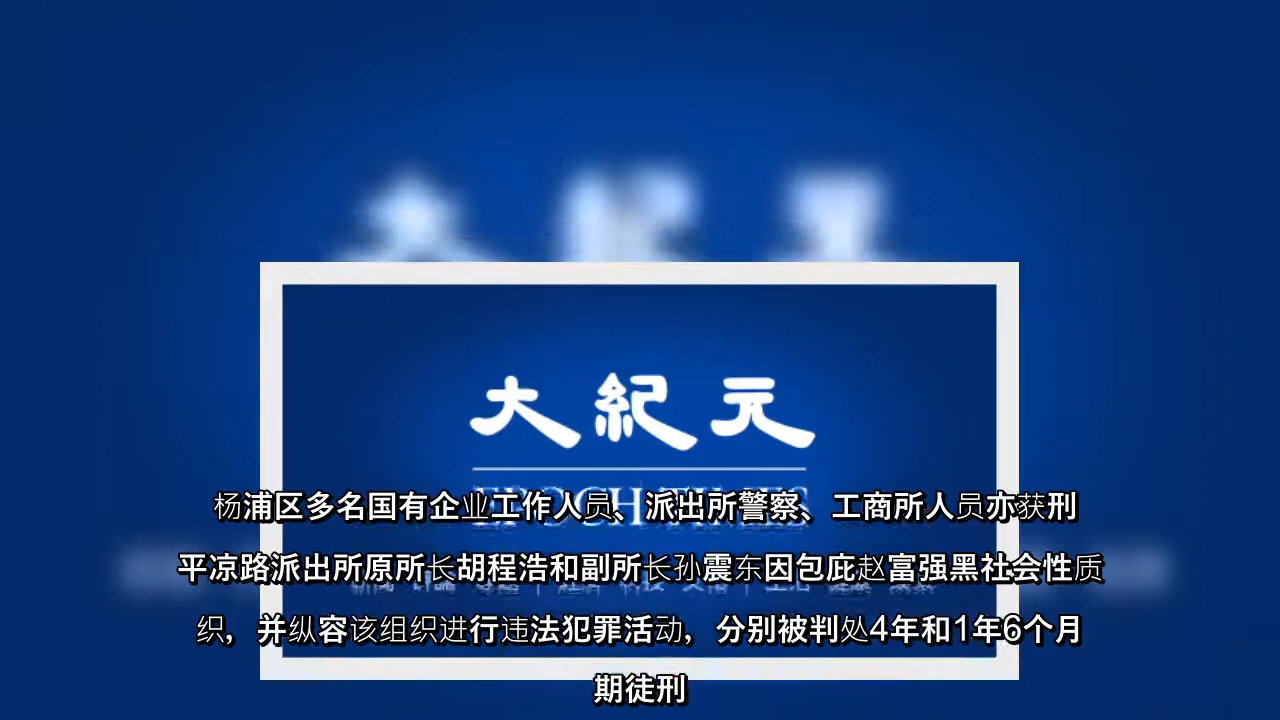 大紀元
EPOCH TIMES
杨浦区多名国有企业工作人员、派出所警察、工商所人员亦获刑
平凉路派出所原所长胡程浩和副所长孙震东因包庇赵富强黑社会性质
织，并纵容该组织进行违法犯罪活动，分别被判处4年和1年6个月
期徒刑